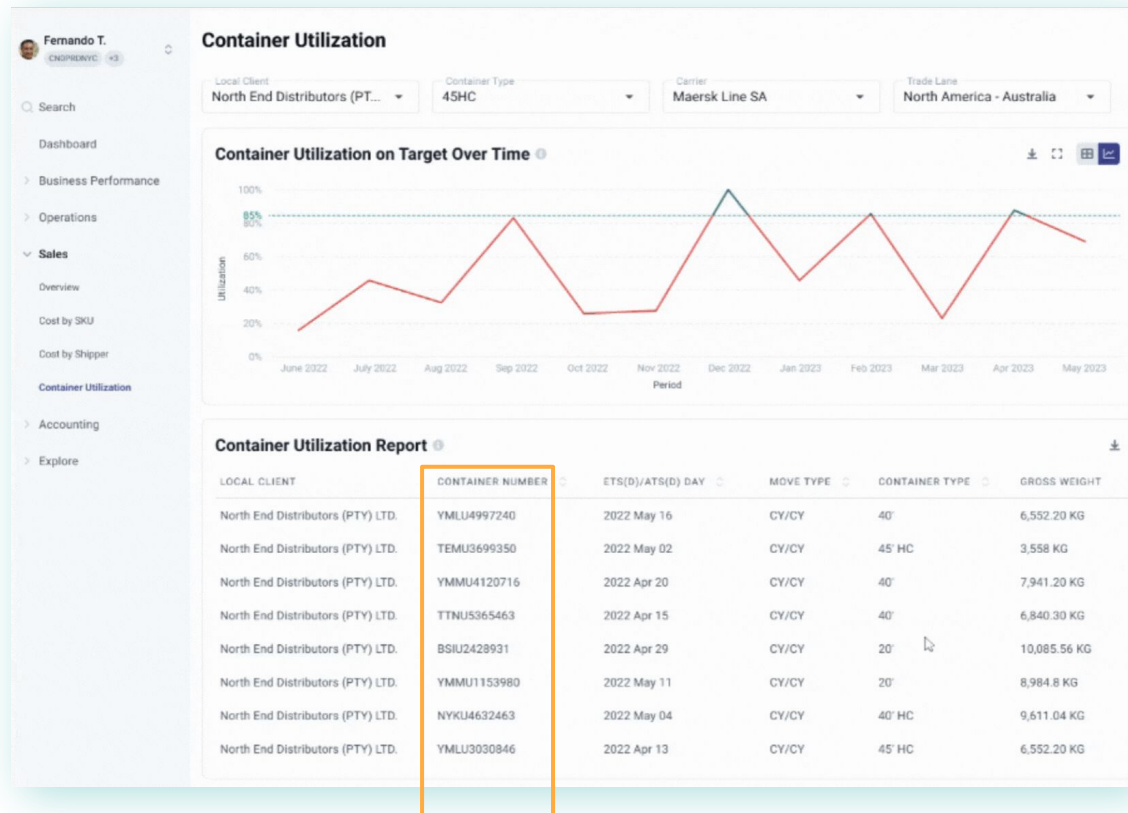 Fernando T.
CNGPRDNYC +3
Search
Dashboard
Business Performance
Operations
Sales
Overview
Cost by SKU
Cost by Shipper
Container Utilization
Accounting
Explore
Container Utilization
Local Client Container Type Carrier Trade Lane
North End Distributors (PT... 45HC Maersk Line SA North America - Australia
Container Utilization on Target Over Time
100%
85%
80%
60%
40%
20%
0%
Utilization
June 2022 July 2022 Aug 2022 Sep 2022 Oct 2022 Nov 2022 Dec 2022 Jan 2023 Feb 2023 Mar 2023 Apr 2023 May 2023
Period
Container Utilization Report
LOCAL CLIENT CONTAINER NUMBER ETS(D)/ATS(D) DAY MOVE TYPE CONTAINER TYPE GROSS WEIGHT
North End Distributors (PTY) LTD. YMLU4997240 2022 May 16 CY/CY 40' 6,552.20 KG
North End Distributors (PTY) LTD. TEMU3699350 2022 May 02 CY/CY 45' HC 3,558 KG
North End Distributors (PTY) LTD. YMMU4120716 2022 Apr 20 CY/CY 40' 7,941.20 KG
North End Distributors (PTY) LTD. TTNU5365463 2022 Apr 15 CY/CY 40' 6,840.30 KG
North End Distributors (PTY) LTD. BSIU2428931 2022 Apr 29 CY/CY 20' 10,085.56 KG
North End Distributors (PTY) LTD. YMMU1153980 2022 May 11 CY/CY 20' 8,984.8 KG
North End Distributors (PTY) LTD. NYKU4632463 2022 May 04 CY/CY 40' HC 9,611.04 KG
North End Distributors (PTY) LTD. YMLU3030846 2022 Apr 13 CY/CY 45' HC 6,552.20 KG